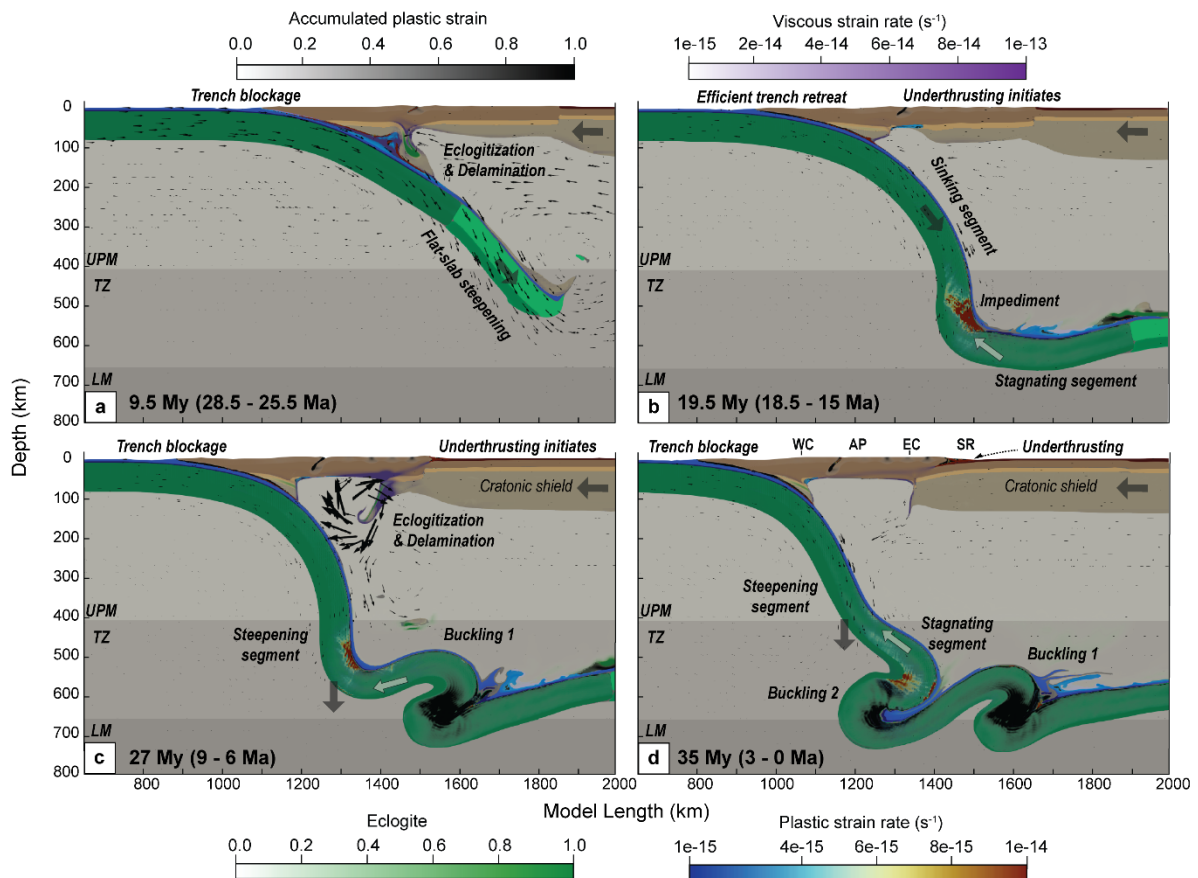 Accumulated plastic strain
0.0 0.2 0.4 0.6 0.8 1.0
Viscous strain rate (s⁻¹)
1e-15 2e-14 4e-14 6e-14 8e-14 1e-13
Trench blockage
Eclogitization
& Delamination
Flat-slab steepening
UPM
TZ
LM
a 9.5 My (28.5 - 25.5 Ma)
0
100
200
300
400
500
600
700
800
Efficient trench retreat Underthrusting initiates
Sinking segment
Impediment
Stagnating segement
UPM
TZ
LM
b 19.5 My (18.5 - 15 Ma)
Depth (km)
Trench blockage Underthrusting initiates
Cratonic shield
Eclogitization
& Delamination
Steepening
segment
Buckling 1
UPM
TZ
LM
c 27 My (9 - 6 Ma)
0
100
200
300
400
500
600
700
800
800 1000 1200 1400 1600 1800 2000
Trench blockage WC AP EC SR Underthrusting
Cratonic shield
Steepening
segment
Stagnating
segment
Buckling 1
Buckling 2
UPM
TZ
LM
d 35 My (3 - 0 Ma)
800 1000 1200 1400 1600 1800 2000
Model Length (km)
Eclogite
0.0 0.2 0.4 0.6 0.8 1.0
Plastic strain rate (s⁻¹)
1e-15 4e-15 6e-15 1e-14